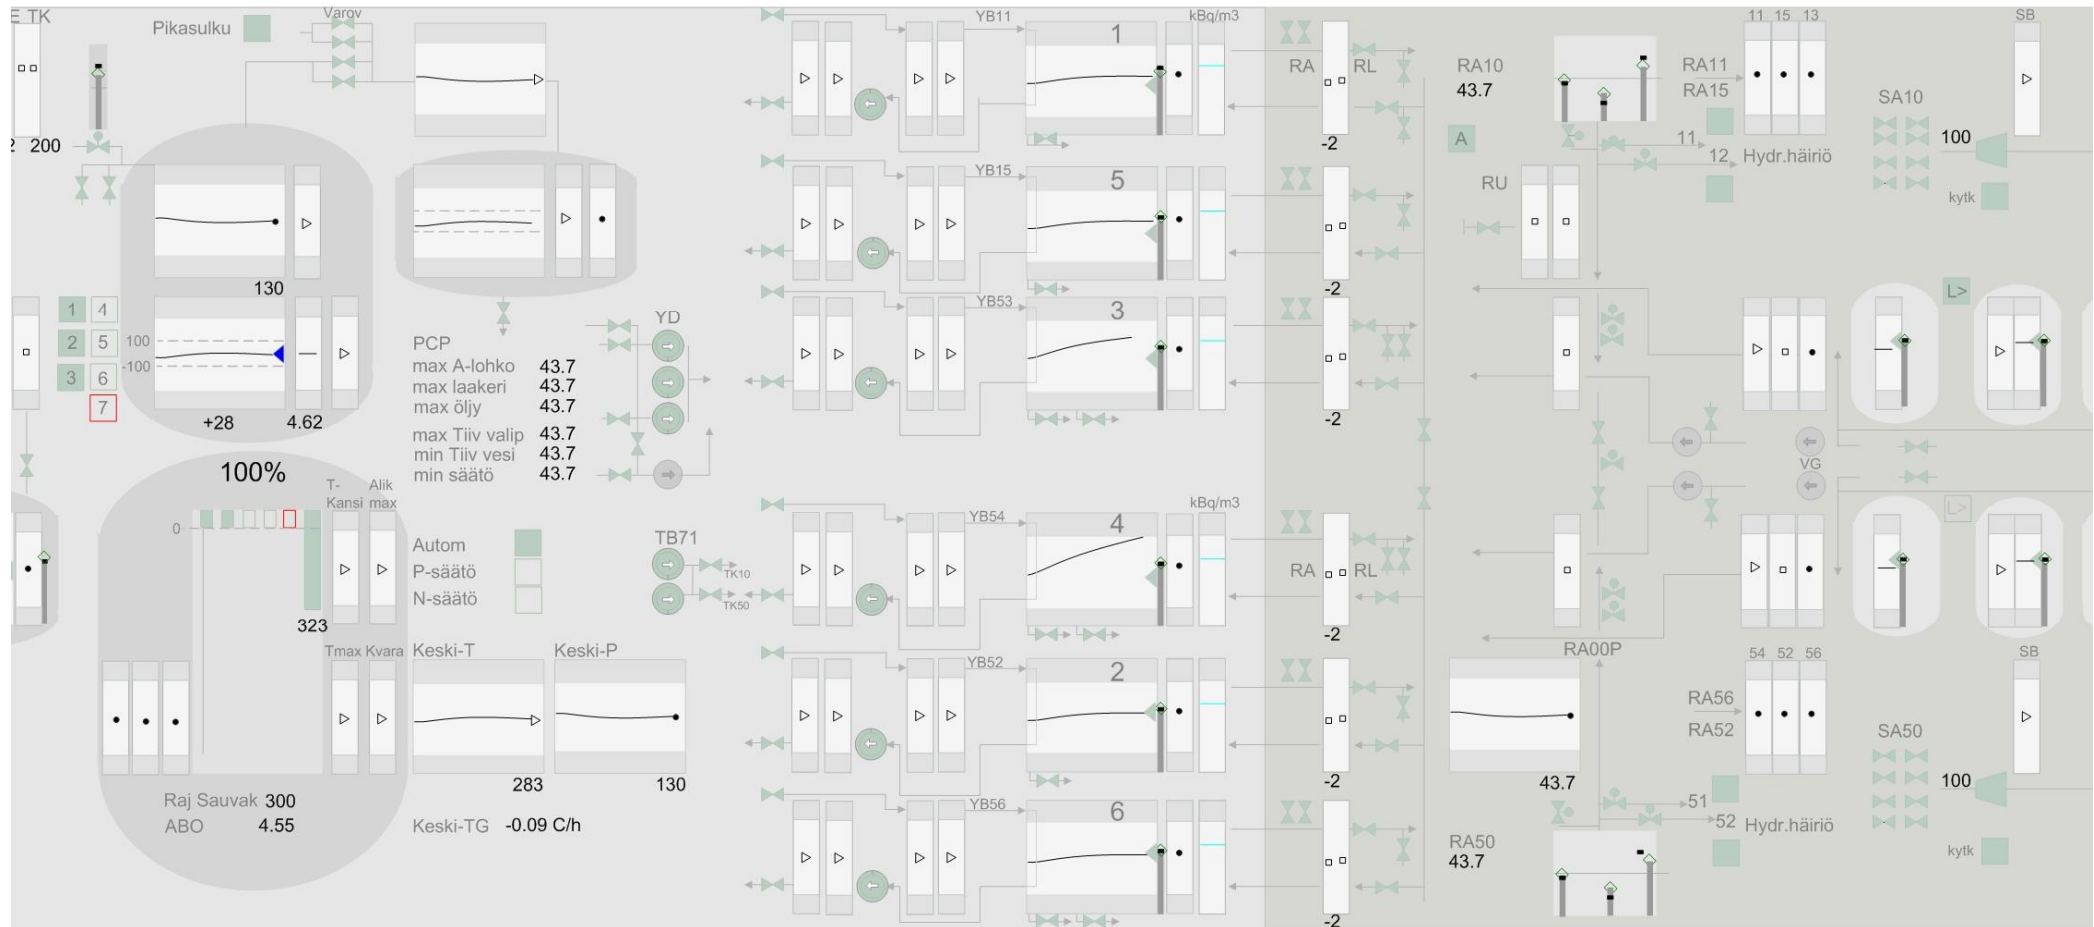 E TK
Pikasulku
Varov
200
130
1 4
2 5
3 6
7
100
-100
+28
4.62
100%
T-
Kansi
Alik
max
0
323
Tmax
Kvara
Raj Sauvak 300
ABO 4.55
PCP
max A-lohko 43.7
max laakeri 43.7
max öljy 43.7
max Tiiv valip 43.7
min Tiiv vesi 43.7
min säätö 43.7
Autom
P-säätö
N-säätö
Keski-T
283
Keski-P
130
Keski-TG -0.09 C/h
YD
TB71
TK10
TK50
YB11
1
kBq/m3
YB15
5
YB53
3
YB54
4
kBq/m3
YB52
2
YB56
6
RA
RL
-2
-2
-2
RA
RL
-2
-2
-2
RA10
43.7
A
RU
RA11
RA15
11
12
11 15 13
Hydr.häiriö
SA10
100
kytk
SB
L>
VG
L>
RA00P
43.7
RA50
43.7
54 52 56
RA56
RA52
51
52
Hydr.häiriö
SA50
100
kytk
SB